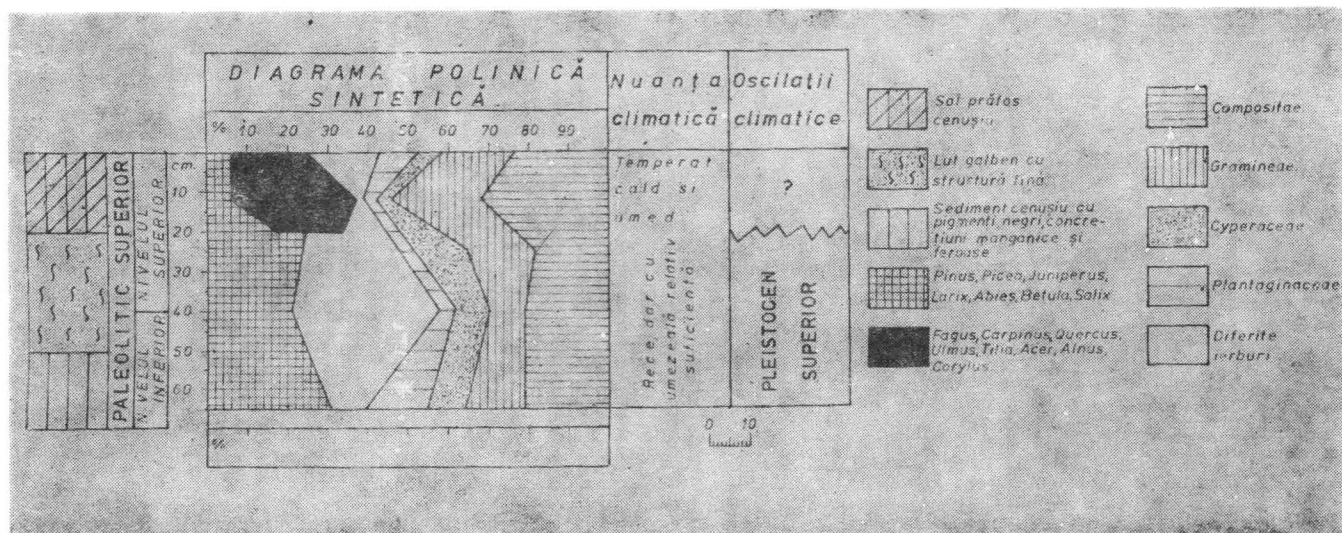 DIAGRAMA POLINICĂ
SINTETICĂ
Nuanța
climatică
Oscilații
climatice
% 10 20 30 40 50 60 70 80 90
cm.
10
20
30
40
50
60
PALEOLITIC SUPERIOR
NIVELUL
SUPERIOR
NIVELUL
INFERIOR
Temperat
cald si
umed
Rece dar cu
umezeală relativ
suficientă
?
PLEISTOCEN
SUPERIOR
%
0 10
Sol prăfos
cenușiu
Lut galben cu
structură fină
Sediment cenușiu cu
pigmenți negri, concre-
țiuni manganice și
feroase
Pinus, Picea, Juniperus,
Larix, Abies, Betula, Salix
Fagus, Carpinus, Quercus,
Ulmus, Tilia, Acer, Alnus,
Corylus
Compositae
Gramineae
Cyperaceae
Plantaginaceae
Diferite
ierburi